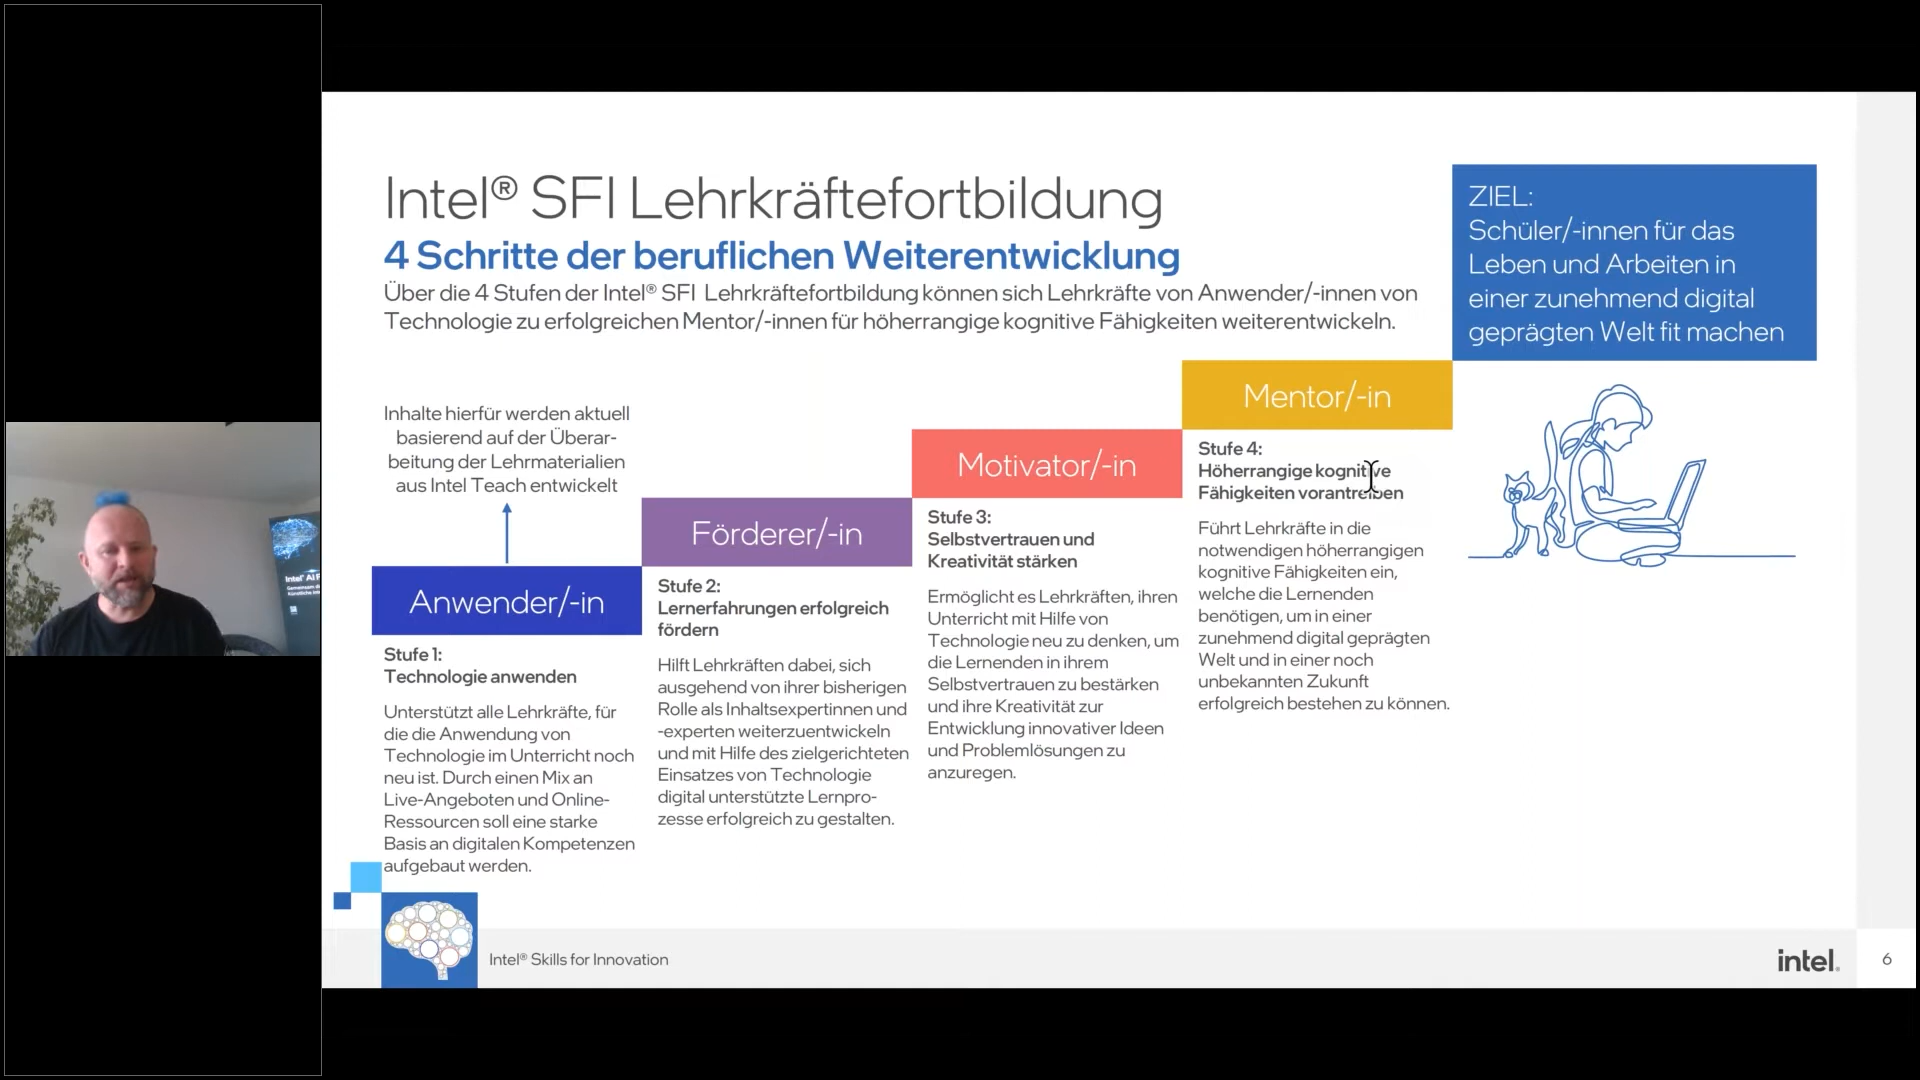 Intel® SFI Lehrkräftefortbildung
4 Schritte der beruflichen Weiterentwicklung
Über die 4 Stufen der Intel® SFI Lehrkräftefortbildung können sich Lehrkräfte von Anwender/-innen von
Technologie zu erfolgreichen Mentor/-innen für höherrangige kognitive Fähigkeiten weiterentwickeln.
ZIEL:
Schüler/-innen für das
Leben und Arbeiten in
einer zunehmend digital
geprägten Welt fit machen
Inhalte hierfür werden aktuell
basierend auf der Überar-
beitung der Lehrmaterialien
aus Intel Teach entwickelt
Anwender/-in
Stufe 1:
Technologie anwenden
Unterstützt alle Lehrkräfte, für
die die Anwendung von
Technologie im Unterricht noch
neu ist. Durch einen Mix an
Live-Angeboten und Online-
Ressourcen soll eine starke
Basis an digitalen Kompetenzen
aufgebaut werden.
Förderer/-in
Stufe 2:
Lernerfahrungen erfolgreich
fördern
Hilft Lehrkräften dabei, sich
ausgehend von ihrer bisherigen
Rolle als Inhaltsexpertinnen und
-experten weiterzuentwickeln
und mit Hilfe des zielgerichteten
Einsatzes von Technologie
digital unterstützte Lernpro-
zesse erfolgreich zu gestalten.
Motivator/-in
Stufe 3:
Selbstvertrauen und
Kreativität stärken
Ermöglicht es Lehrkräften, ihren
Unterricht mit Hilfe von
Technologie neu zu denken, um
die Lernenden in ihrem
Selbstvertrauen zu bestärken
und ihre Kreativität zur
Entwicklung innovativer Ideen
und Problemlösungen zu
anzuregen.
Mentor/-in
Stufe 4:
Höherrangige kognitive
Fähigkeiten vorantreiben
Führt Lehrkräfte in die
notwendigen höherrangigen
kognitive Fähigkeiten ein,
welche die Lernenden
benötigen, um in einer
zunehmend digital geprägten
Welt und in einer noch
unbekannten Zukunft
erfolgreich bestehen zu können.
Intel® Skills for Innovation
intel.
6